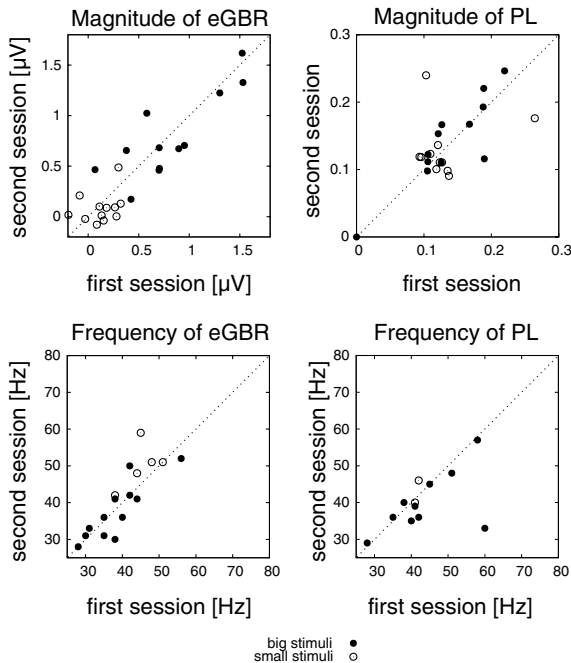 Magnitude of eGBR
second session [µV]
1.5
1
0.5
0
0 0.5 1 1.5
first session [µV]
Magnitude of PL
second session
0.3
0.2
0.1
0
0 0.1 0.2 0.3
first session
Frequency of eGBR
second session [Hz]
80
70
60
50
40
30
30 40 50 60 70 80
first session [Hz]
Frequency of PL
second session [Hz]
80
70
60
50
40
30
30 40 50 60 70 80
first session [Hz]
big stimuli
small stimuli